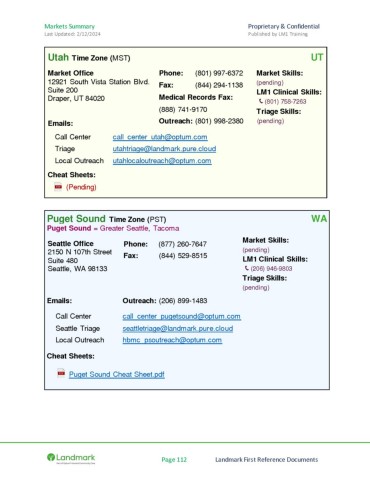 Markets Summary Proprietary & Confidential
Last Updated: 2/12/2024 Published by LM1 Training
Utah Time Zone (MST) UT
Market Office Phone: (801) 997-6372 Market Skills:
12921 South Vista Station Blvd. Fax: (844) 294-1138 (pending)
Suite 200 Medical Records Fax: LM1 Clinical Skills:
Draper, UT 84020 (888) 741-9170 (801) 758-7263
Outreach: (801) 998-2380 Triage Skills:
Emails: (pending)
Call Center call_center_utah@optum.com
Triage utahtriage@landmark.pure.cloud
Local Outreach utahlocaloutreach@optum.com
Cheat Sheets:
(Pending)
Puget Sound Time Zone (PST) WA
Puget Sound = Greater Seattle, Tacoma
Seattle Office Phone: (877) 260-7647 Market Skills:
2150 N 107th Street Fax: (844) 529-8515 (pending)
Suite 480 LM1 Clinical Skills:
Seattle, WA 98133 (206) 946-9803
Triage Skills:
(pending)
Emails: Outreach: (206) 899-1483
Call Center call_center_pugetsound@optum.com
Seattle Triage seattletriage@landmark.pure.cloud
Local Outreach hbmc_psoutreach@optum.com
Cheat Sheets:
Puget Sound Cheat Sheet.pdf
Landmark Page 112 Landmark First Reference Documents